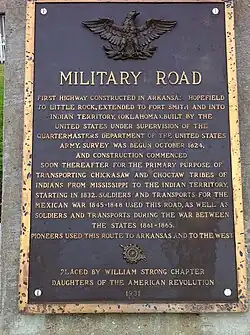 MILITARY ROAD
FIRST HIGHWAY CONSTRUCTED IN ARKANSAS: HOPEFIELD
TO LITTLE ROCK, EXTENDED TO FORT SMITH AND INTO
INDIAN TERRITORY, (OKLAHOMA), BUILT BY THE
UNITED STATES UNDER SUPERVISION OF THE
QUARTERMASTERS DEPARTMENT OF THE UNITED STATES
ARMY. SURVEY WAS BEGUN OCTOBER 1824,
AND CONSTRUCTION COMMENCED
SOON THEREAFTER FOR THE PRIMARY PURPOSE OF
TRANSPORTING CHICKASAW AND CHOCTAW TRIBES OF
INDIANS FROM MISSISSIPPI TO THE INDIAN TERRITORY,
STARTING IN 1832. SOLDIERS AND TRANSPORTS FOR THE
MEXICAN WAR 1845-1848 USED THIS ROAD, AS WELL AS
SOLDIERS AND TRANSPORTS DURING THE WAR BETWEEN
THE STATES 1861-1865.
PIONEERS USED THIS ROUTE TO ARKANSAS AND TO THE WEST
PLACED BY WILLIAM STRONG CHAPTER
DAUGHTERS OF THE AMERICAN REVOLUTION
1931